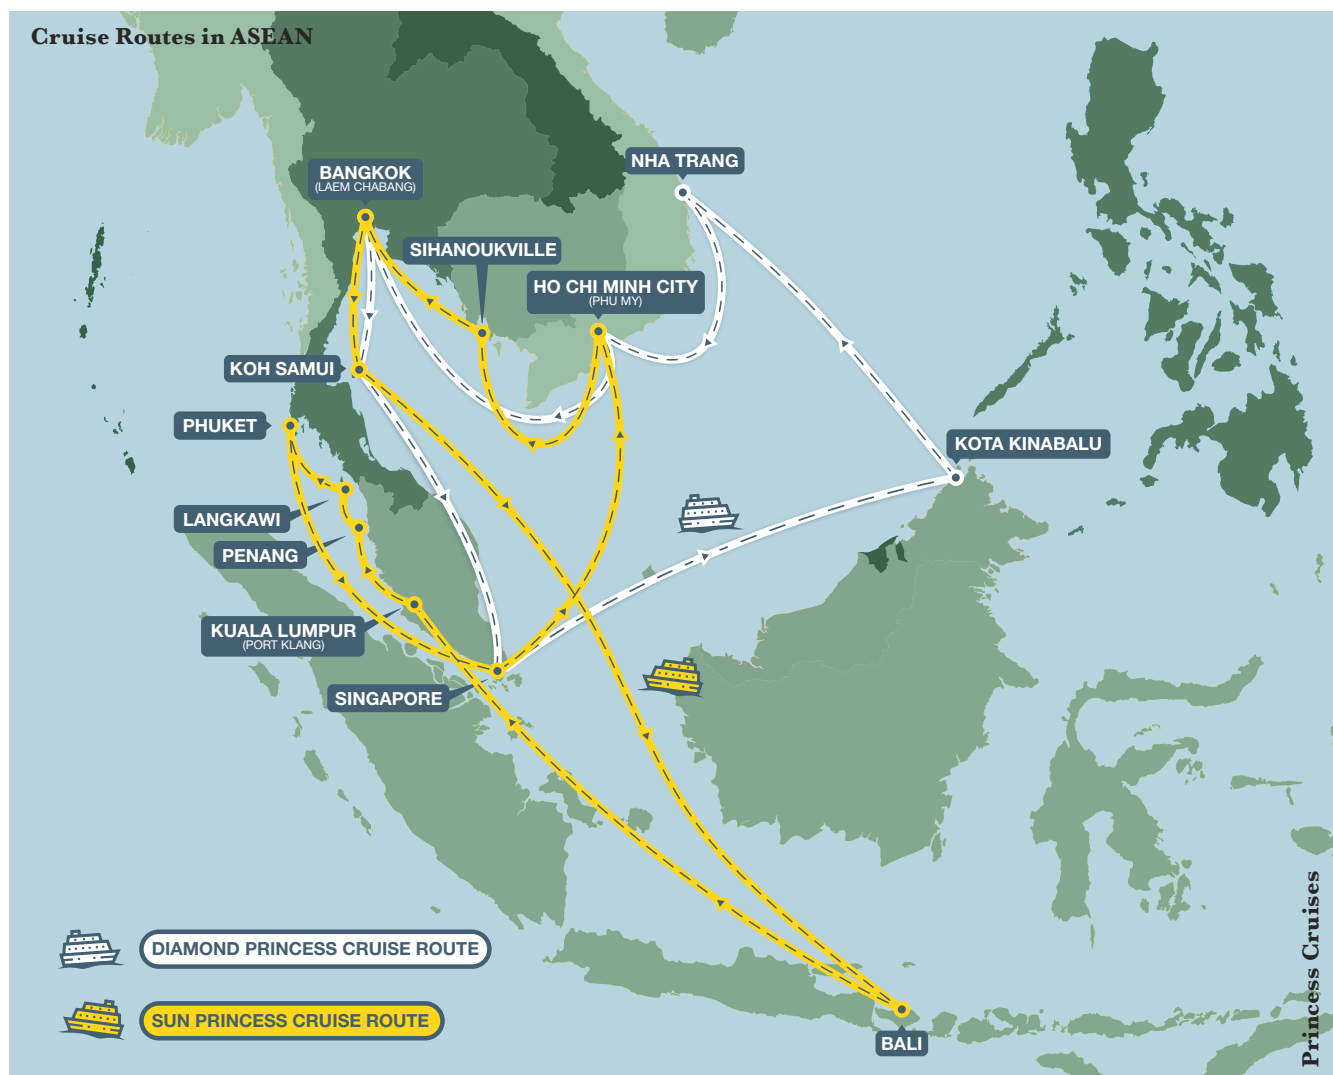 Cruise Routes in ASEAN
NHA TRANG
BANGKOK
(LAEM CHABANG)
SIHANOUKVILLE
HO CHI MINH CITY
(PHU MY)
KOH SAMUI
PHUKET
KOTA KINABALU
LANGKAWI
PENANG
KUALA LUMPUR
(PORT KLANG)
SINGAPORE
DIAMOND PRINCESS CRUISE ROUTE
SUN PRINCESS CRUISE ROUTE
BALI
Princess Cruises